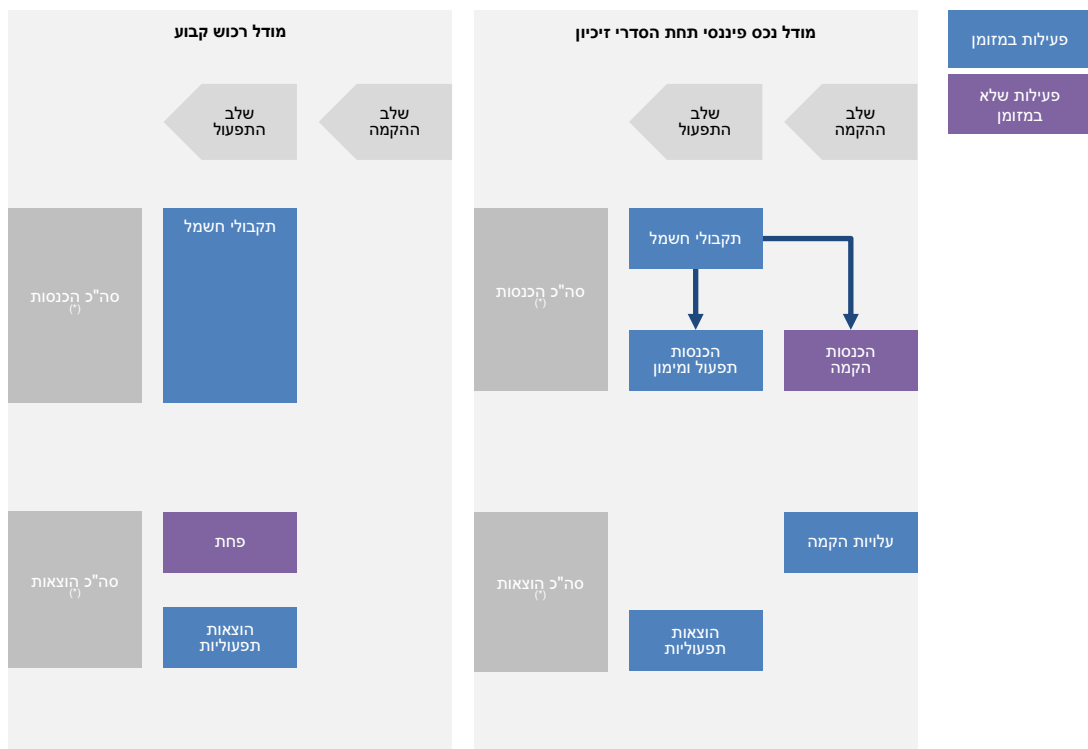 פעילות במזומן
פעילות שלא
במזומן
מודל נכס פיננסי תחת הסדרי זיכיון
שלב
ההקמה
שלב
התפעול
תקבולי חשמל
סה"כ הכנסות
(*)
הכנסות
הקמה
הכנסות
תפעול ומימון
עלויות הקמה
סה"כ הוצאות
(*)
הוצאות
תפעוליות
מודל רכוש קבוע
שלב
ההקמה
שלב
התפעול
תקבולי חשמל
סה"כ הכנסות
(*)
פחת
סה"כ הוצאות
(*)
הוצאות
תפעוליות